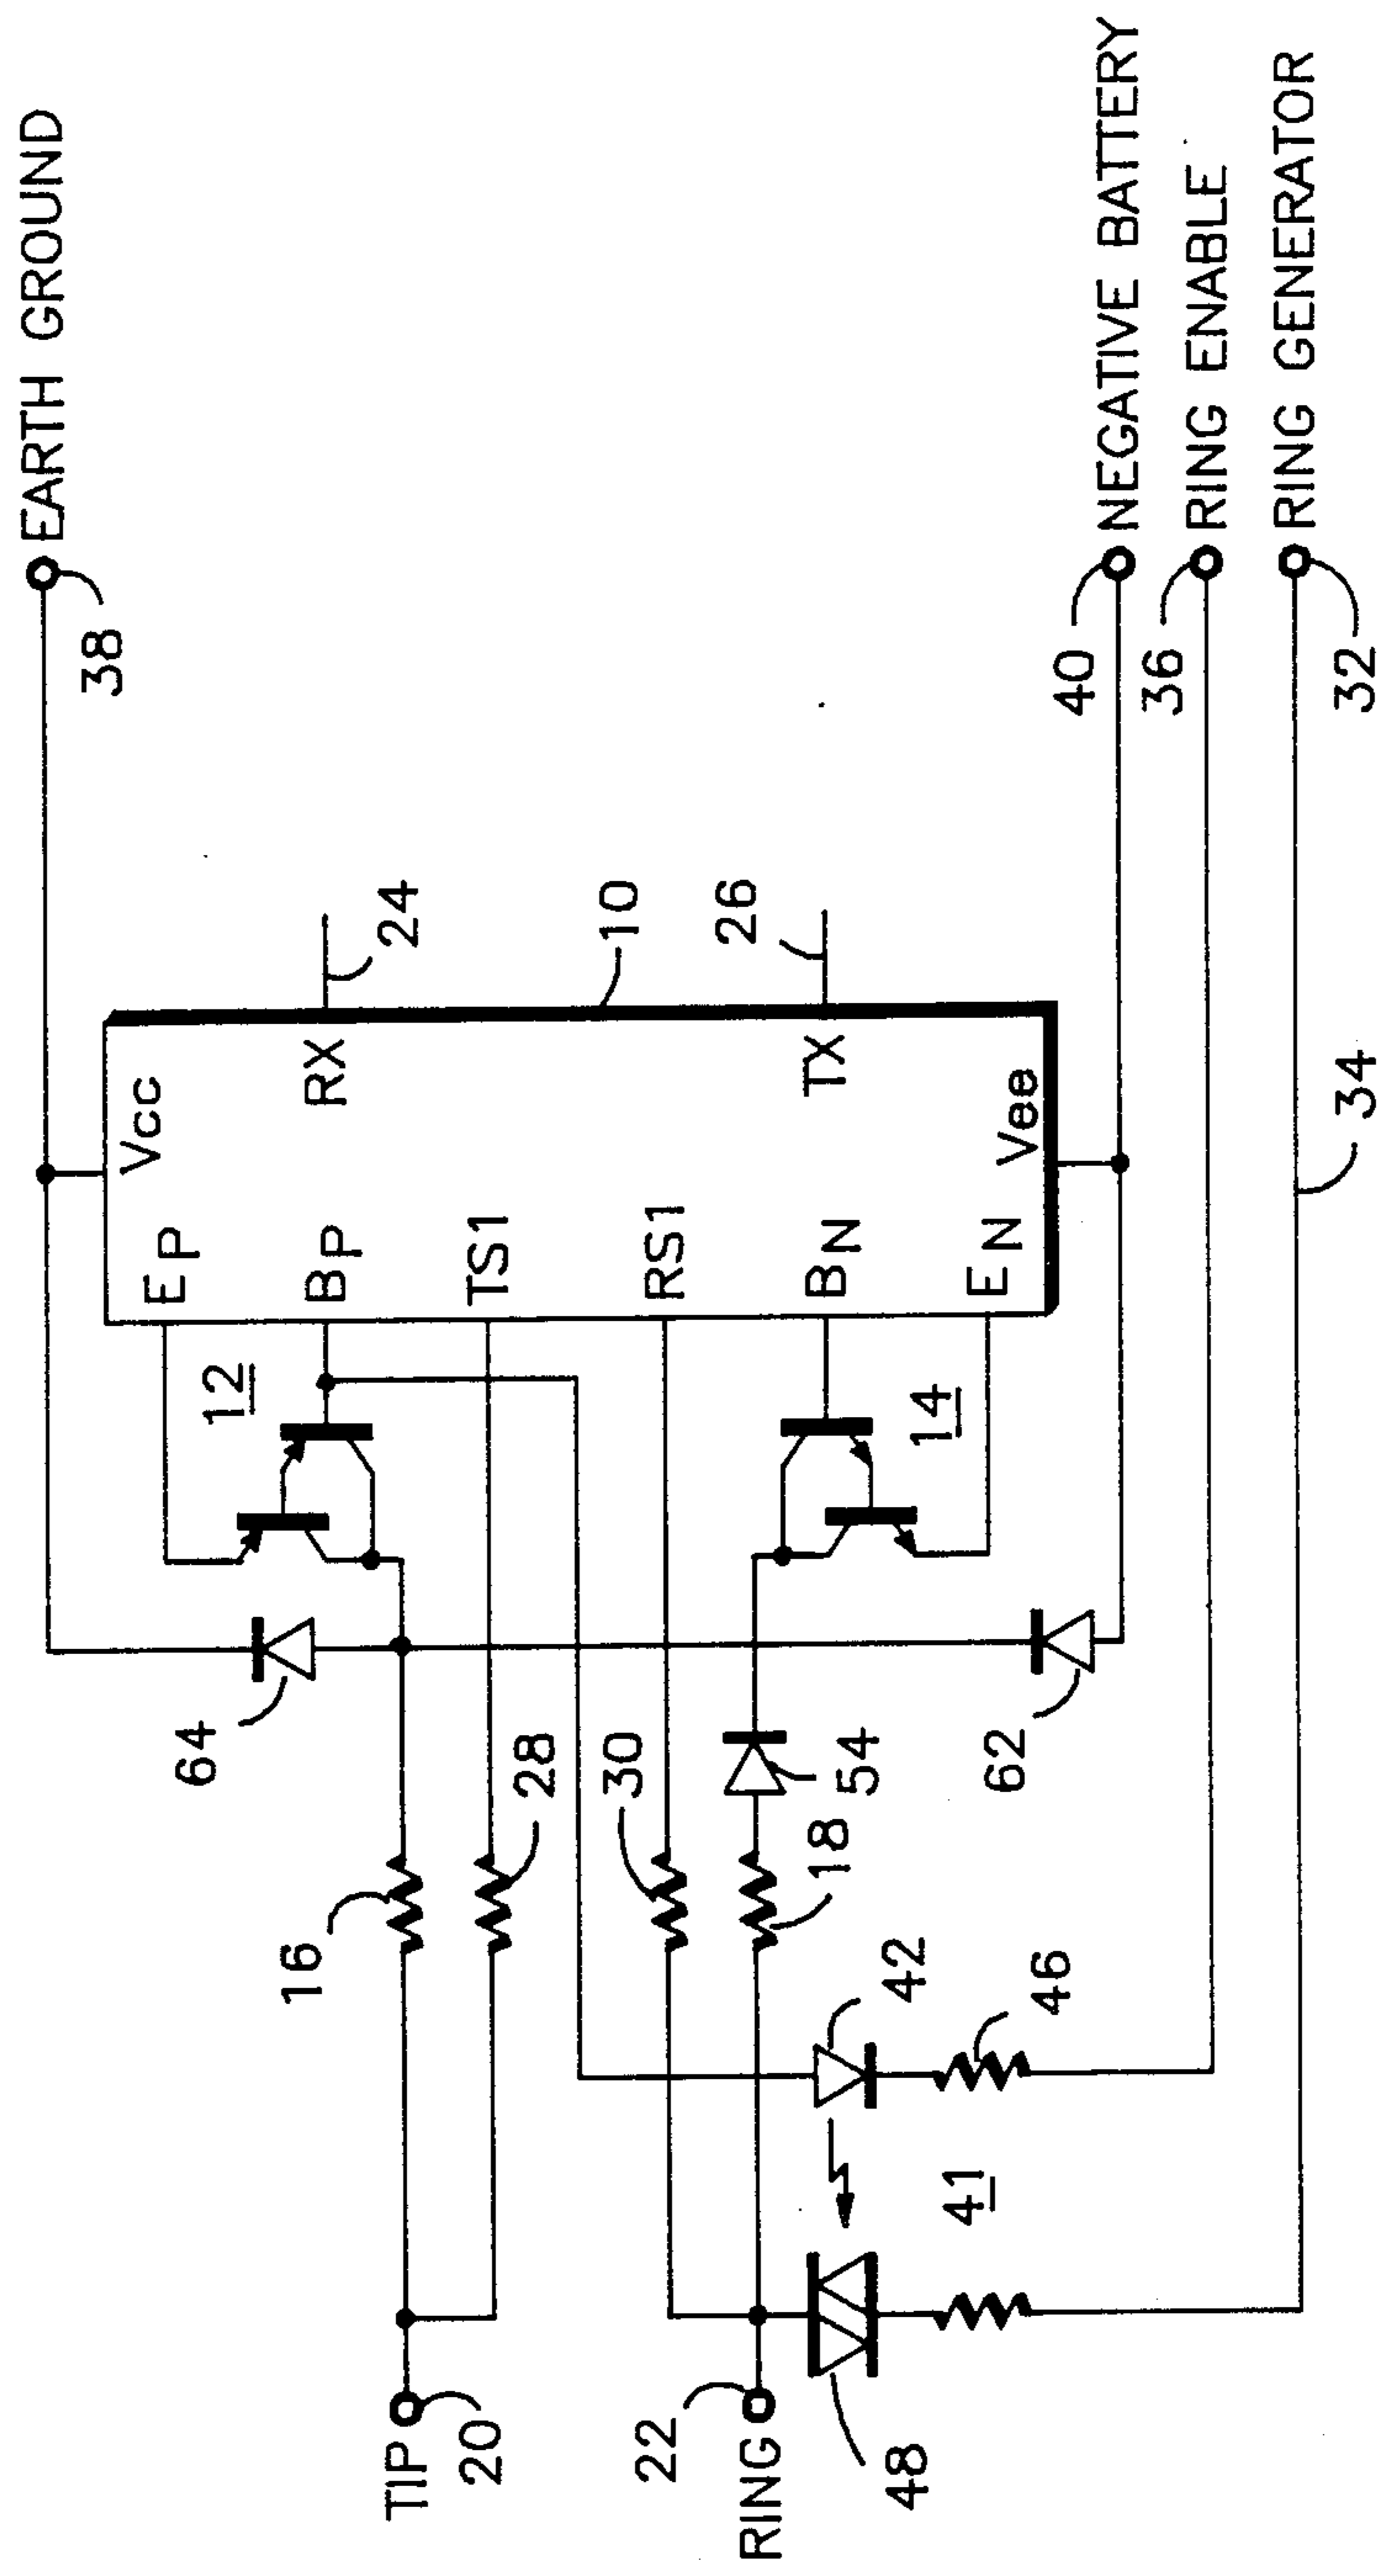 EARTH GROUND
38
Vcc
EP
12
64
RX
24
BP
16
TIP
20
TS1
28
10
RS1
30
22
RING
TX
26
BN
14
54
18
42
48
Vee
EN
62
46
41
NEGATIVE BATTERY
40
RING ENABLE
36
RING GENERATOR
32
34